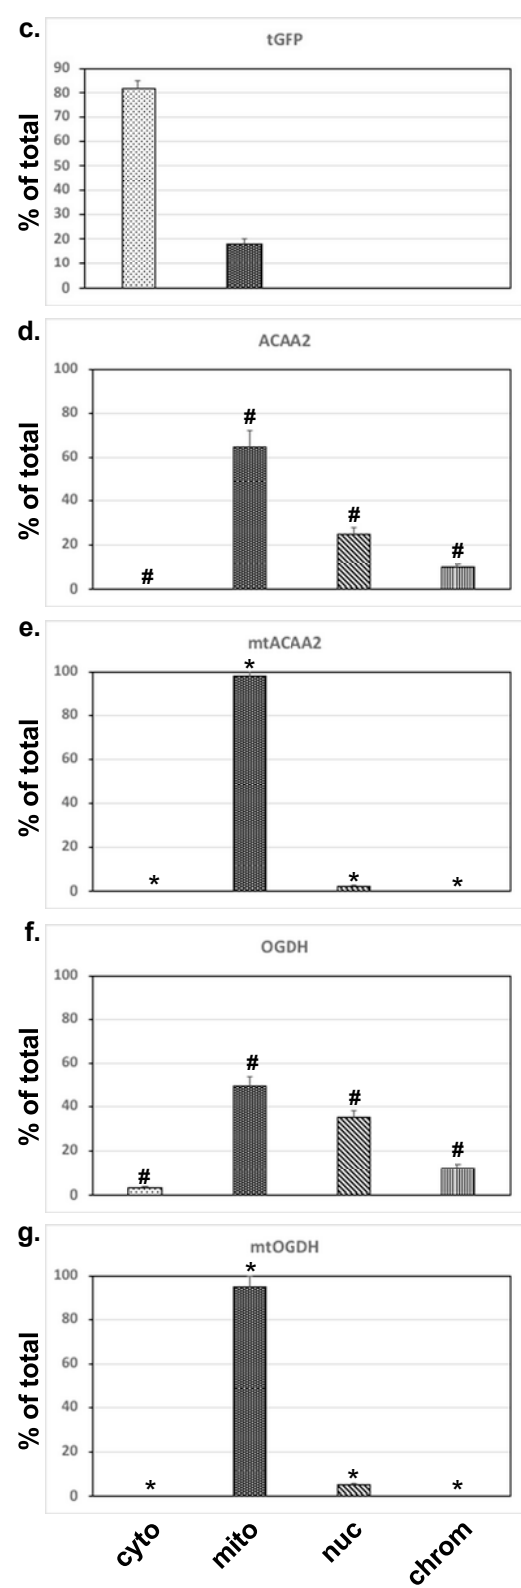 c.
tGFP
% of total
90
80
70
60
50
40
30
20
10
0
d.
ACAA2
% of total
100
80
60
40
20
0
#
#
#
#
e.
mtACAA2
% of total
100
80
60
40
20
0
*
*
*
*
f.
OGDH
% of total
100
80
60
40
20
0
#
#
#
#
g.
mtOGDH
% of total
100
80
60
40
20
0
*
*
*
*
cyto
mito
nuc
chrom